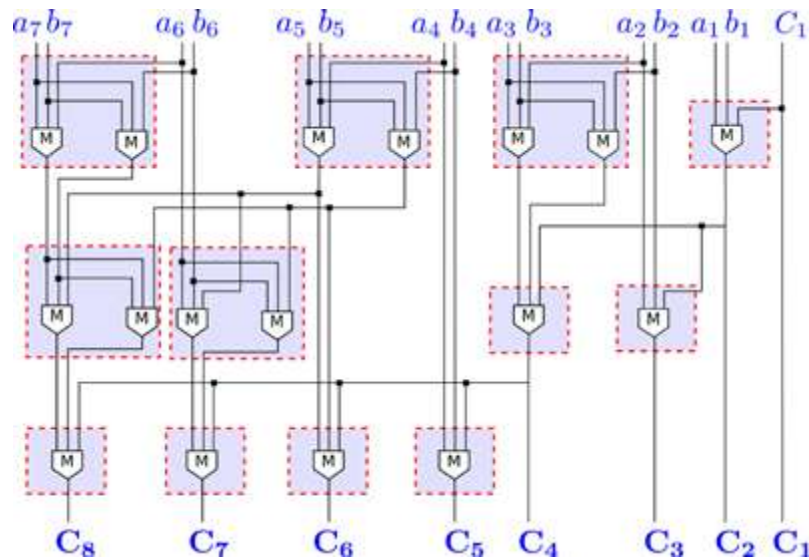 a₇ b₇ a₆ b₆ a₅ b₅ a₄ b₄ a₃ b₃ a₂ b₂ a₁ b₁ C₁
M M M M M M M
M M M M M M
M M M M
C₈ C₇ C₆ C₅ C₄ C₃ C₂ C₁